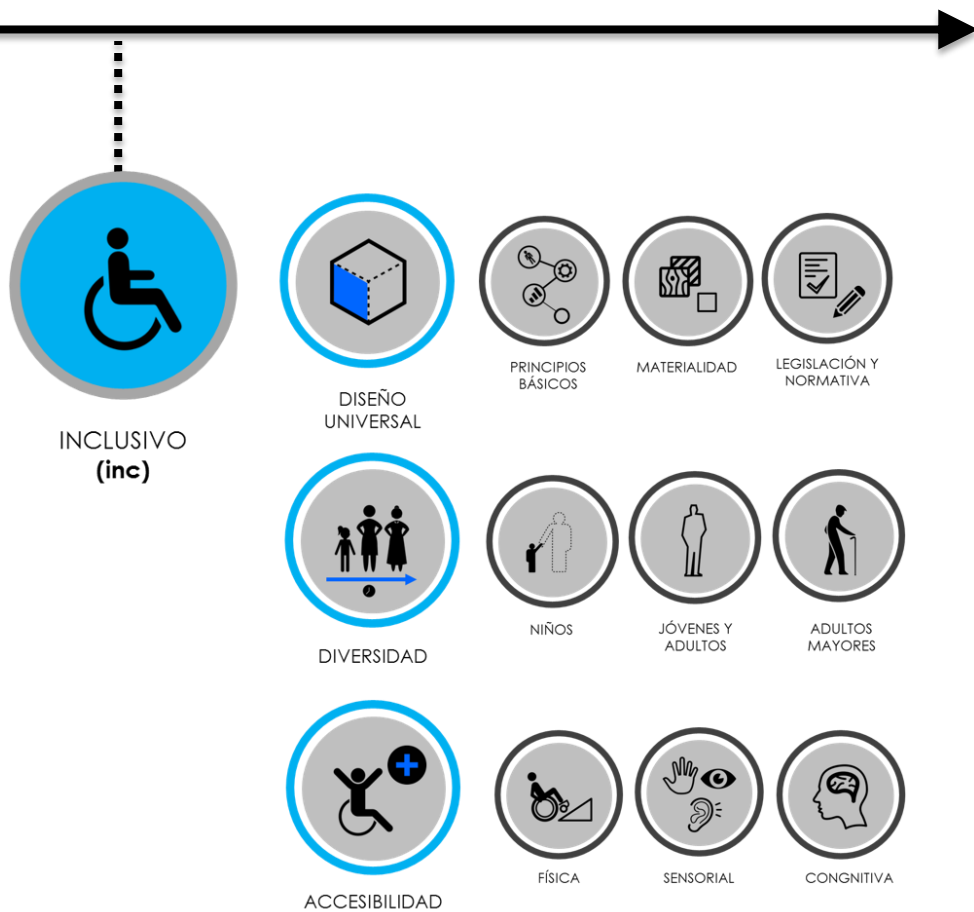 INCLUSIVO
(inc)
DISEÑO
UNIVERSAL
PRINCIPIOS
BÁSICOS
MATERIALIDAD
LEGISLACIÓN Y
NORMATIVA
DIVERSIDAD
NIÑOS
JÓVENES Y
ADULTOS
ADULTOS
MAYORES
ACCESIBILIDAD
FÍSICA
SENSORIAL
CONGNITIVA